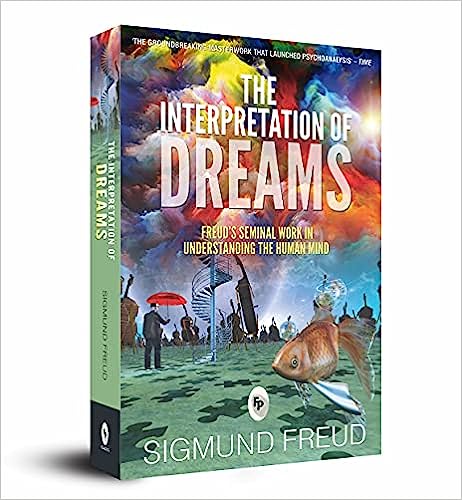 'THE GROUNDBREAKING MASTERWORK THAT LAUNCHED PSYCHOANALYSIS' – TIME
THE
INTERPRETATION OF
DREAMS
FREUD'S SEMINAL WORK IN
UNDERSTANDING THE HUMAN MIND
FP
SIGMUND FREUD
THE INTERPRETATION OF
DREAMS
SIGMUND FREUD